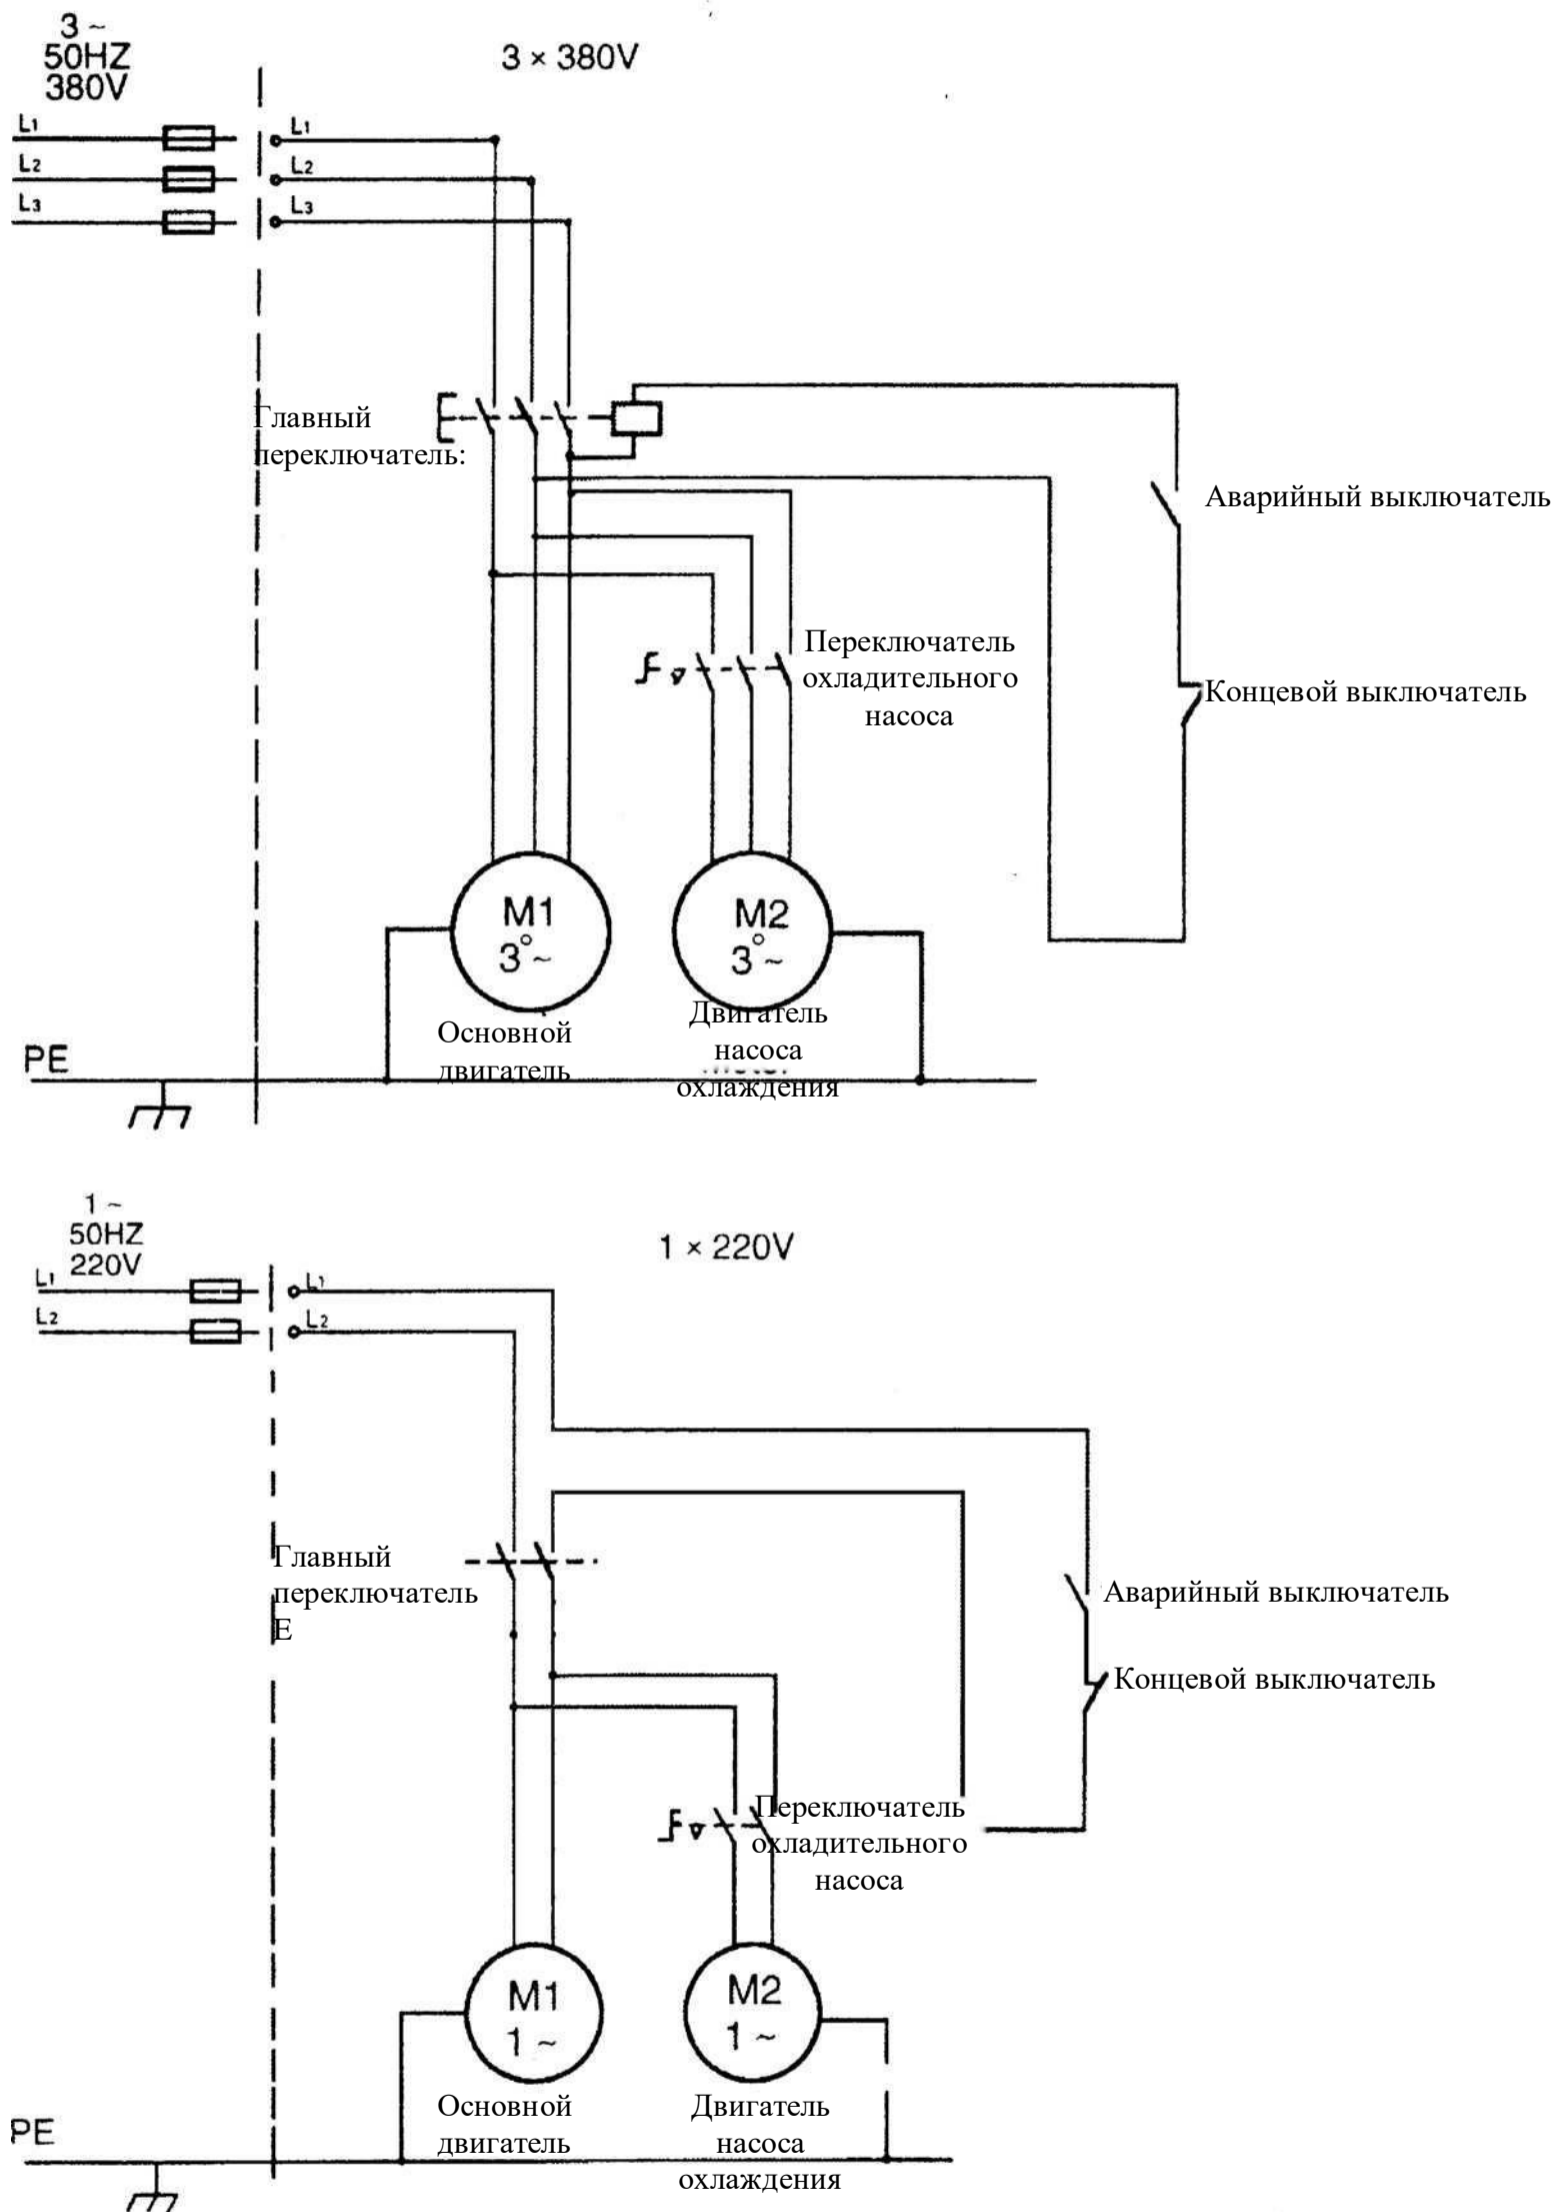 3 ~
50HZ
380V
3 × 380V
L1
L1
L2
L2
L3
L3
Главный
переключатель:
Аварийный выключатель
Переключатель
охладительного
насоса
Концевой выключатель
M1
3~
M2
3~
Основной
двигатель
Двигатель
насоса
охлаждения
PE
1 ~
50HZ
220V
1 × 220V
L1
L1
L2
L2
Главный
переключатель
Е
Аварийный выключатель
Концевой выключатель
Переключатель
охладительного
насоса
M1
1 ~
M2
1 ~
Основной
двигатель
Двигатель
насоса
охлаждения
PE